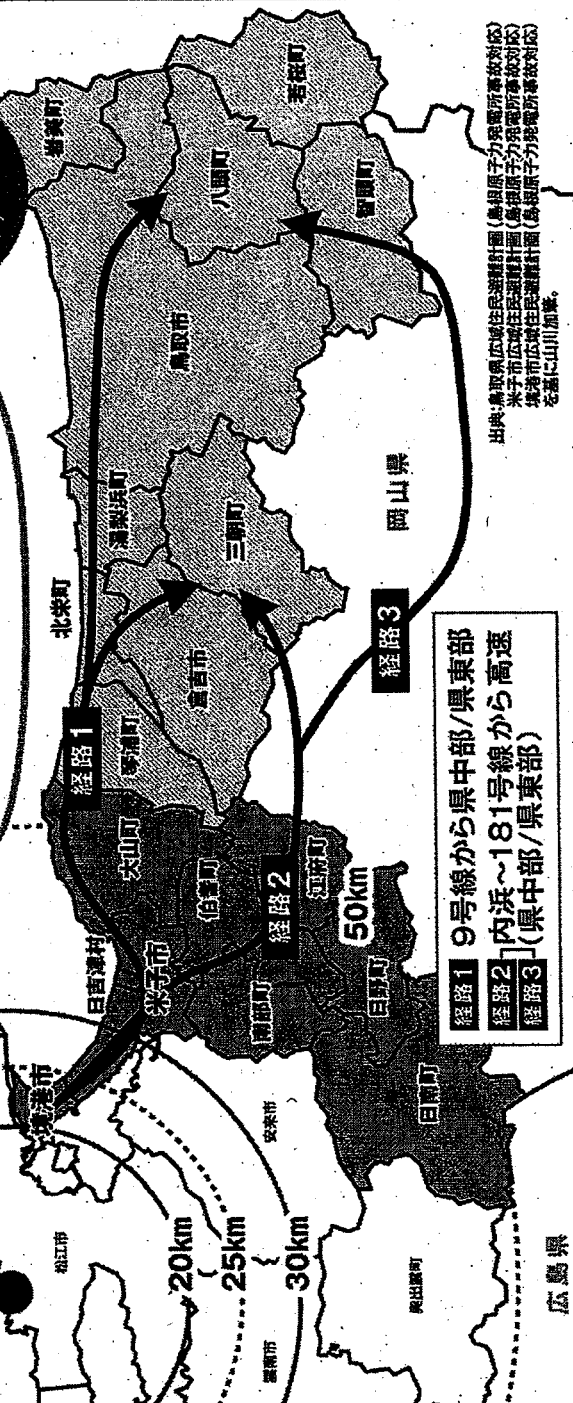 岩美町
若桜町
八頭町
智頭町
鳥取市
湯梨浜町
三朝町
北栄町
倉吉市
琴浦町
岡山県
経路1
経路2
経路3
大山町
伯耆町
江府町
日吉津村
米子市
南部町
日野町
50km
境港市
日南町
安来市
松江市
20km
25km
30km
雲南市
奥出雲町
広島県
経路1 9号線から県中部/県東部
経路2 内浜～181号線から高速
経路3 (県中部/県東部)
出典:鳥取県広域住民避難計画(島根原子力発電所事故対応)
米子市広域住民避難計画(島根原子力発電所事故対応)
境港市広域住民避難計画(島根原子力発電所事故対応)
を基に山川加筆。